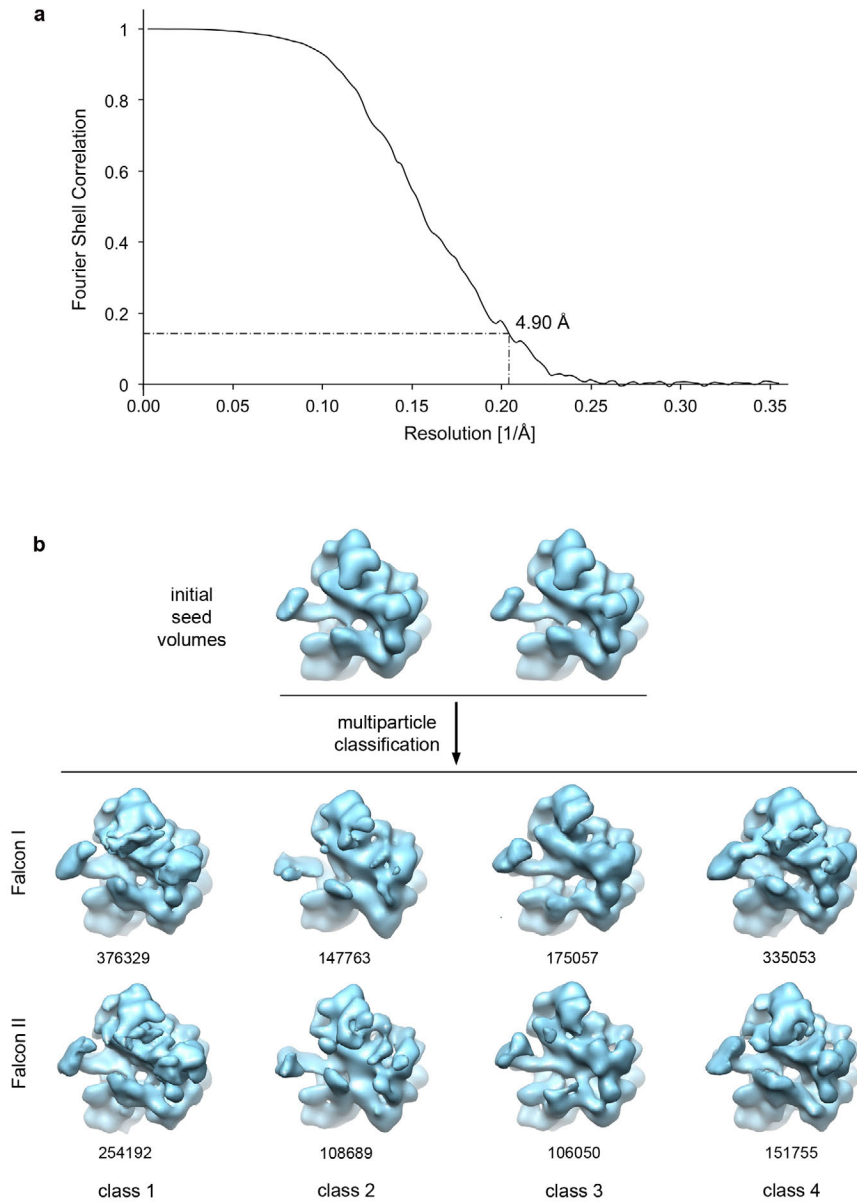 a
Fourier Shell Correlation
1
0.8
0.6
0.4
0.2
0
4.90 Å
0.00 0.05 0.10 0.15 0.20 0.25 0.30 0.35
Resolution [1/Å]
b
initial
seed
volumes
multiparticle
classification
Falcon I
376329 147763 175057 335053
Falcon II
254192 108689 106050 151755
class 1 class 2 class 3 class 4